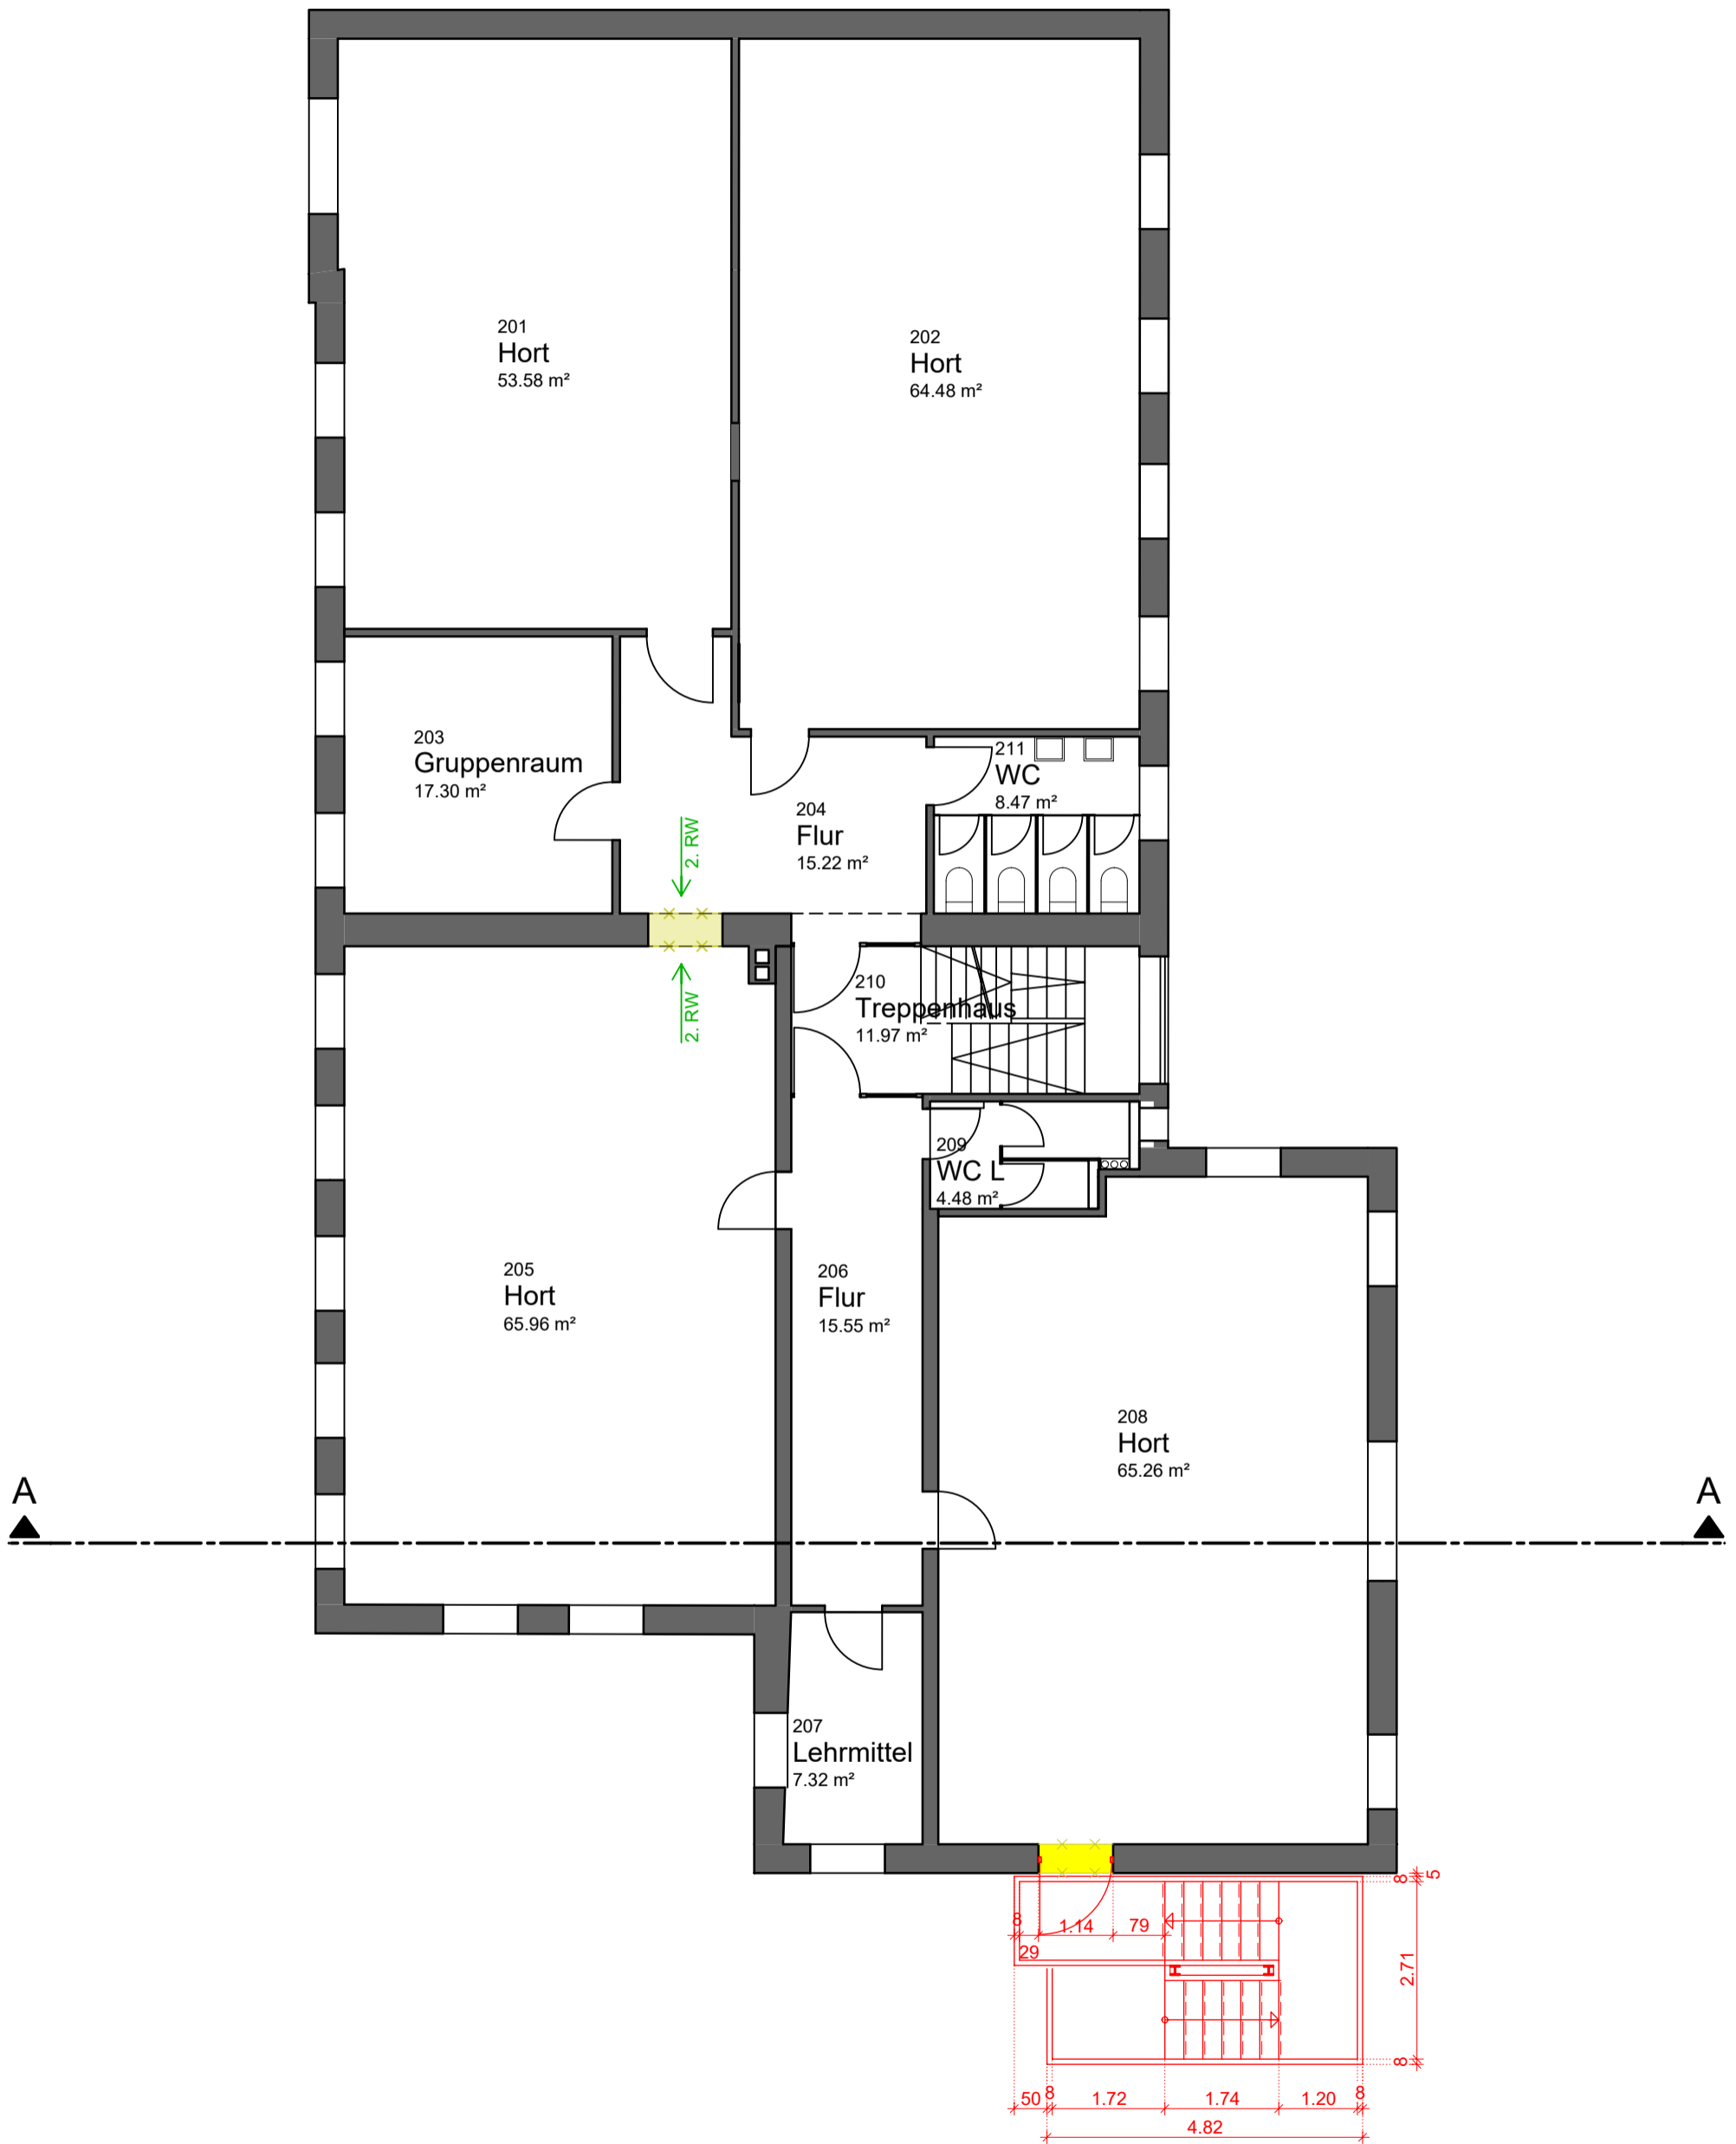 201
Hort
53.58 m²
202
Hort
64.48 m²
203
Gruppenraum
17.30 m²
211
WC
8.47 m²
204
Flur
15.22 m²
2. RW
2. RW
210
Treppenhaus
11.97 m²
209
WC L
4.48 m²
205
Hort
65.96 m²
206
Flur
15.55 m²
208
Hort
65.26 m²
A
A
207
Lehrmittel
7.32 m²
8
5
8
1.14
79
29
2.71
8
50
8
1.72
1.74
1.20
8
4.82